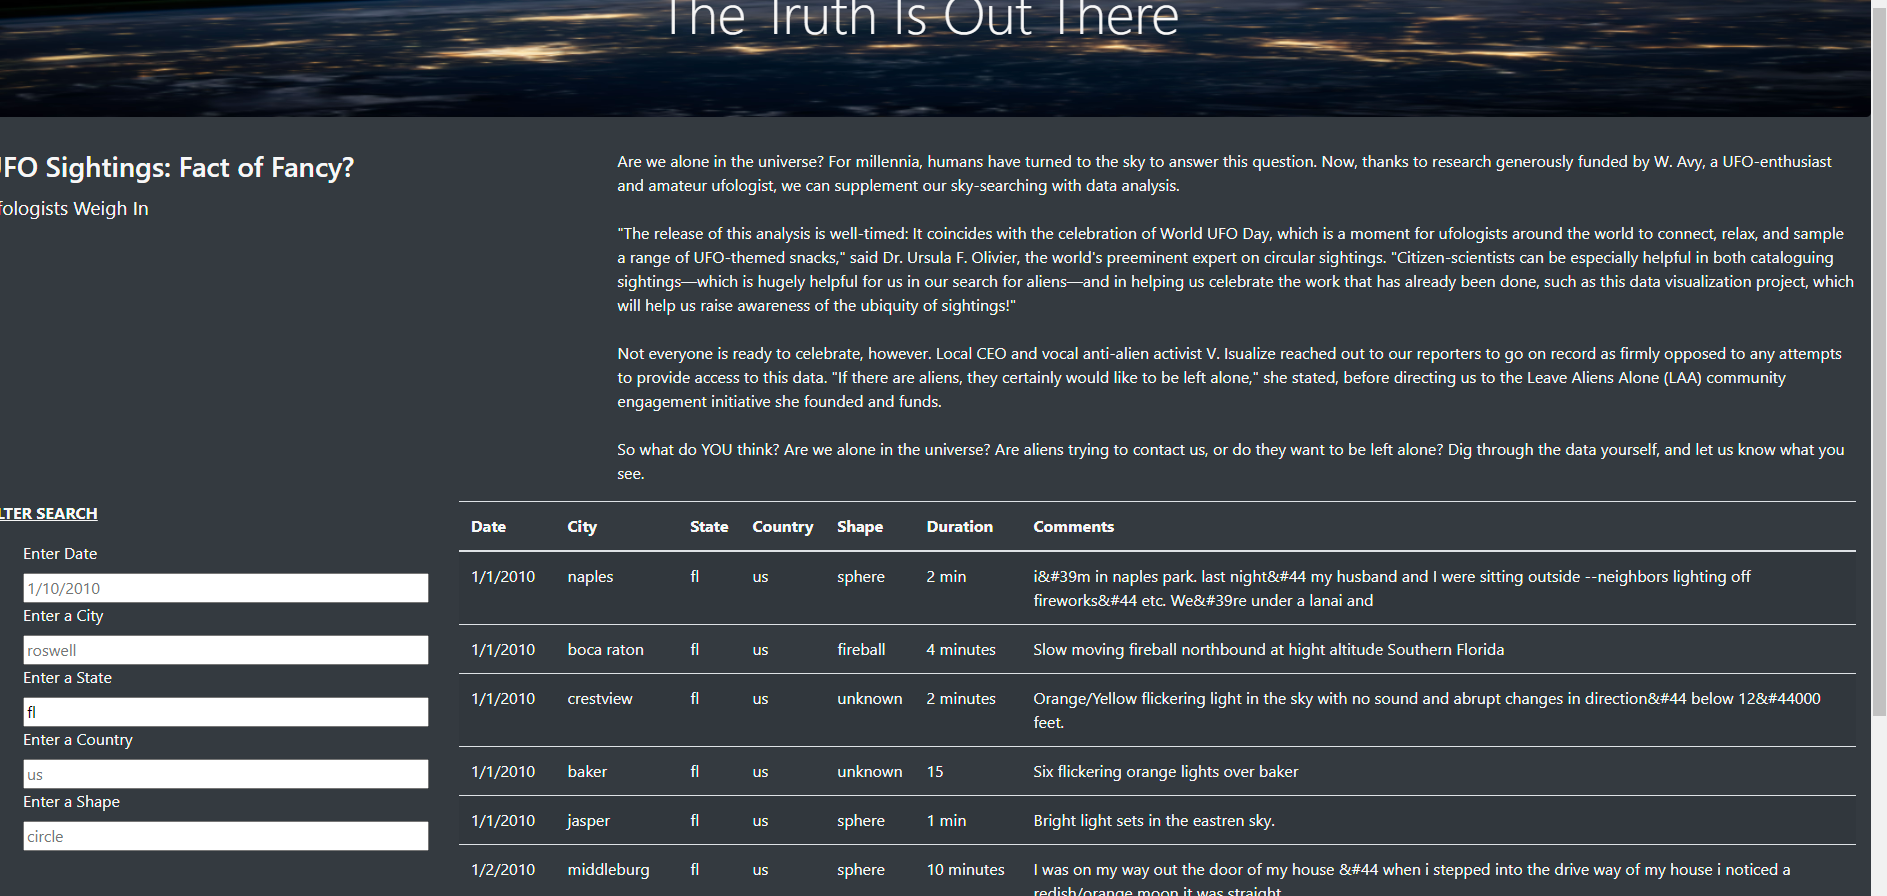 The Truth Is Out There
UFO Sightings: Fact of Fancy?
fologists Weigh In
Are we alone in the universe? For millennia, humans have turned to the sky to answer this question. Now, thanks to research generously funded by W. Avy, a UFO-enthusiast
and amateur ufologist, we can supplement our sky-searching with data analysis.
"The release of this analysis is well-timed: It coincides with the celebration of World UFO Day, which is a moment for ufologists around the world to connect, relax, and sample
a range of UFO-themed snacks," said Dr. Ursula F. Olivier, the world's preeminent expert on circular sightings. "Citizen-scientists can be especially helpful in both cataloguing
sightings—which is hugely helpful for us in our search for aliens—and in helping us celebrate the work that has already been done, such as this data visualization project, which
will help us raise awareness of the ubiquity of sightings!"
Not everyone is ready to celebrate, however. Local CEO and vocal anti-alien activist V. Isualize reached out to our reporters to go on record as firmly opposed to any attempts
to provide access to this data. "If there are aliens, they certainly would like to be left alone," she stated, before directing us to the Leave Aliens Alone (LAA) community
engagement initiative she founded and funds.
So what do YOU think? Are we alone in the universe? Are aliens trying to contact us, or do they want to be left alone? Dig through the data yourself, and let us know what you
see.
LTER SEARCH
Enter Date
1/10/2010
Enter a City
roswell
Enter a State
fl
Enter a Country
us
Enter a Shape
circle
Date City State Country Shape Duration Comments
1/1/2010 naples fl us sphere 2 min i&#39m in naples park. last night&#44 my husband and I were sitting outside --neighbors lighting off
fireworks&#44 etc. We&#39re under a lanai and
1/1/2010 boca raton fl us fireball 4 minutes Slow moving fireball northbound at hight altitude Southern Florida
1/1/2010 crestview fl us unknown 2 minutes Orange/Yellow flickering light in the sky with no sound and abrupt changes in direction&#44 below 12&#44000
feet.
1/1/2010 baker fl us unknown 15 Six flickering orange lights over baker
1/1/2010 jasper fl us sphere 1 min Bright light sets in the eastren sky.
1/2/2010 middleburg fl us sphere 10 minutes I was on my way out the door of my house &#44 when i stepped into the drive way of my house i noticed a
redish/orange moon it was straight